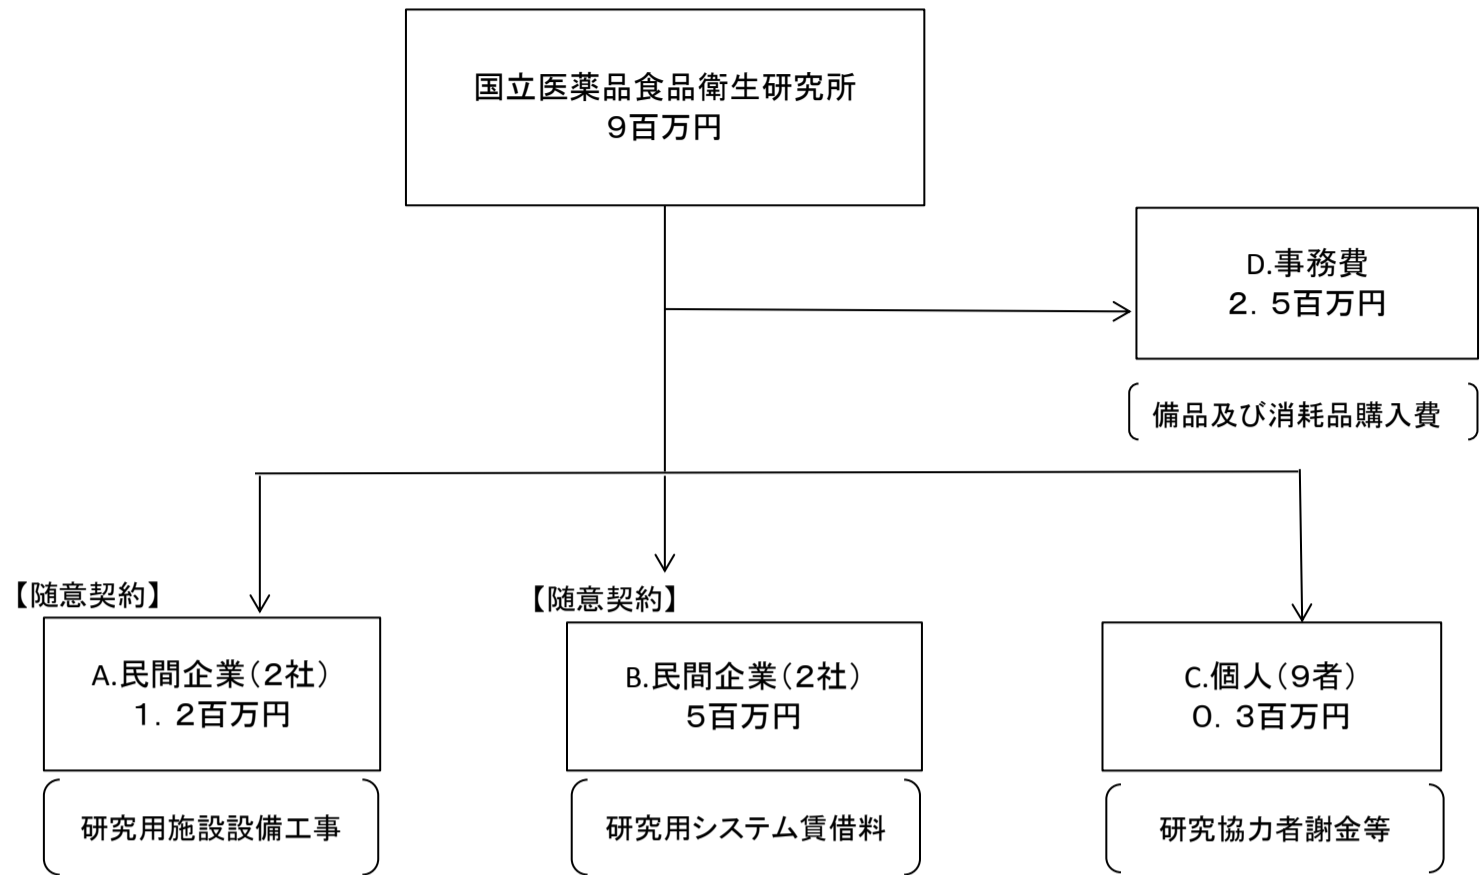 国立医薬品食品衛生研究所
９百万円
D.事務費
２．５百万円
備品及び消耗品購入費
【随意契約】
A.民間企業（２社）
１．２百万円
研究用施設設備工事
【随意契約】
B.民間企業（２社）
５百万円
研究用システム賃借料
C.個人（９者）
０．３百万円
研究協力者謝金等